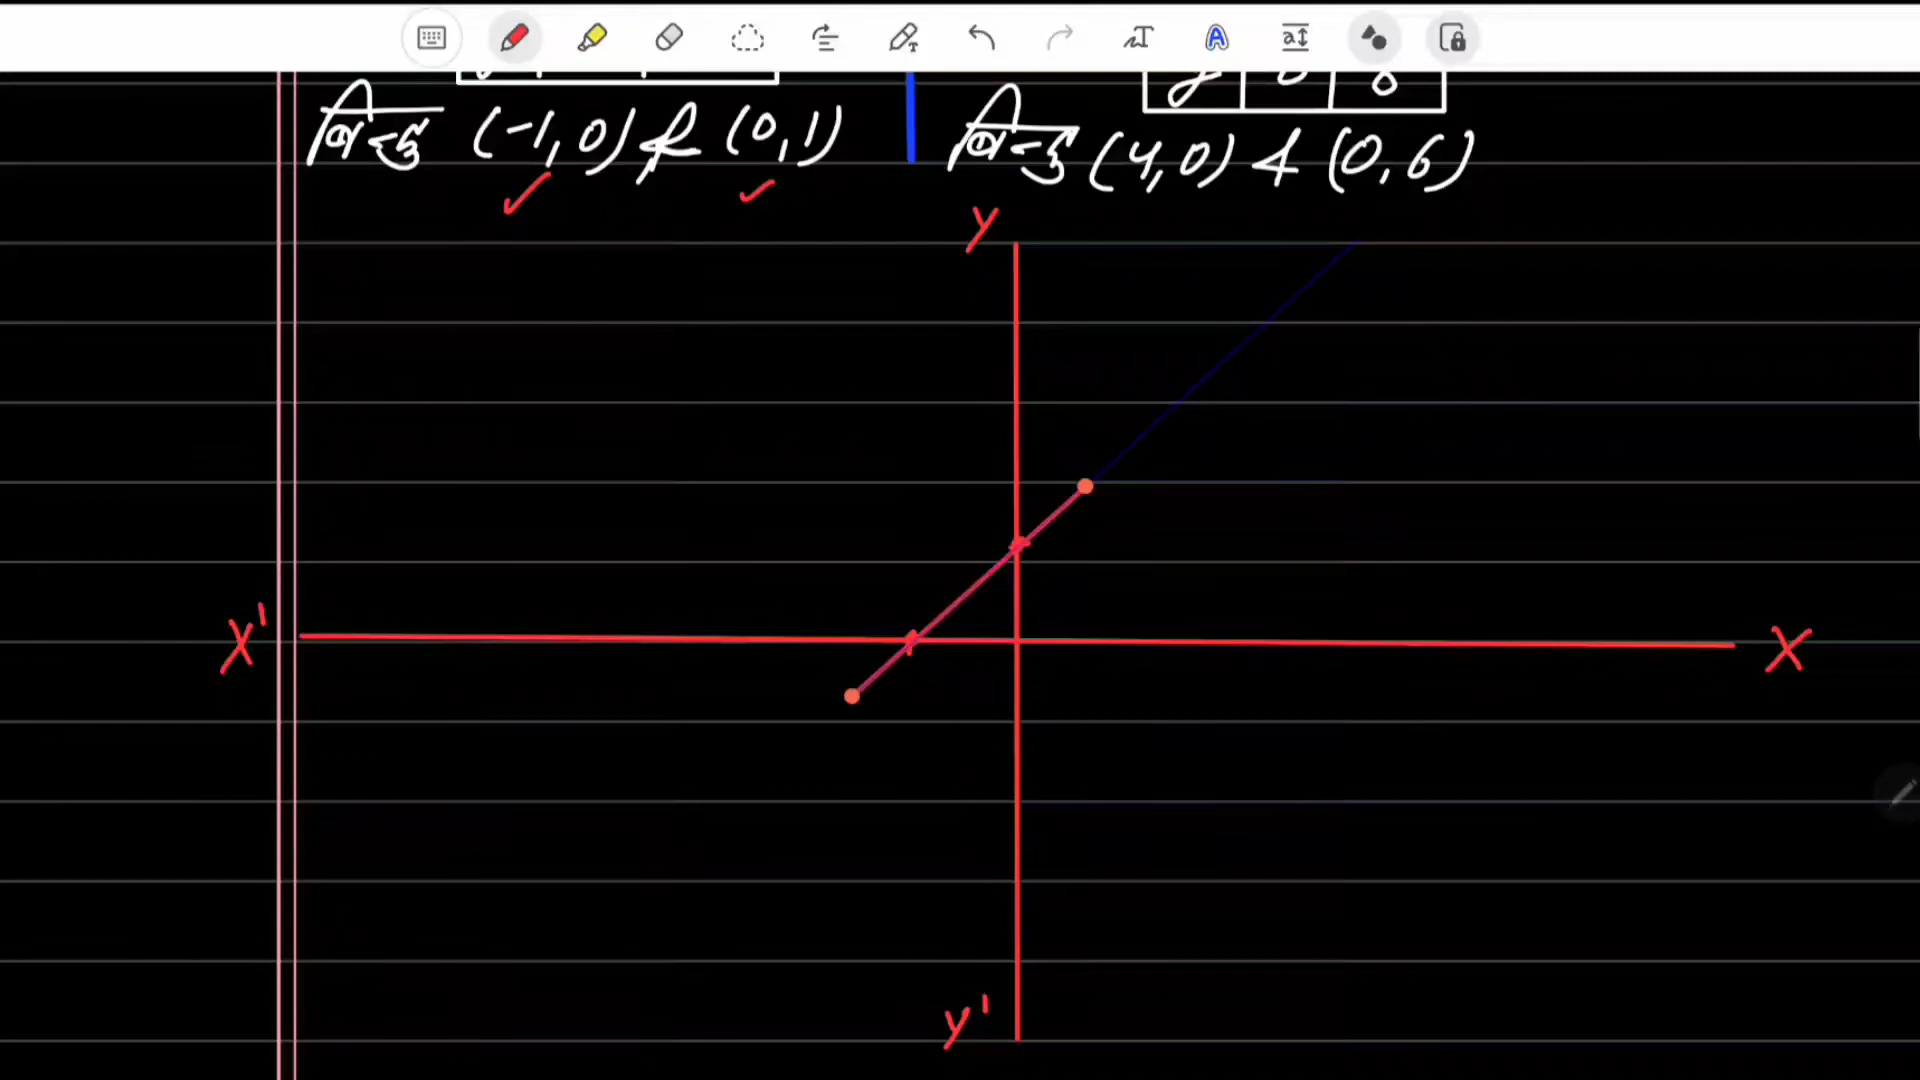 बिन्दु (-1,0) & (0,1)
बिन्दु (4,0) & (0,6)
y
X'
X
y'